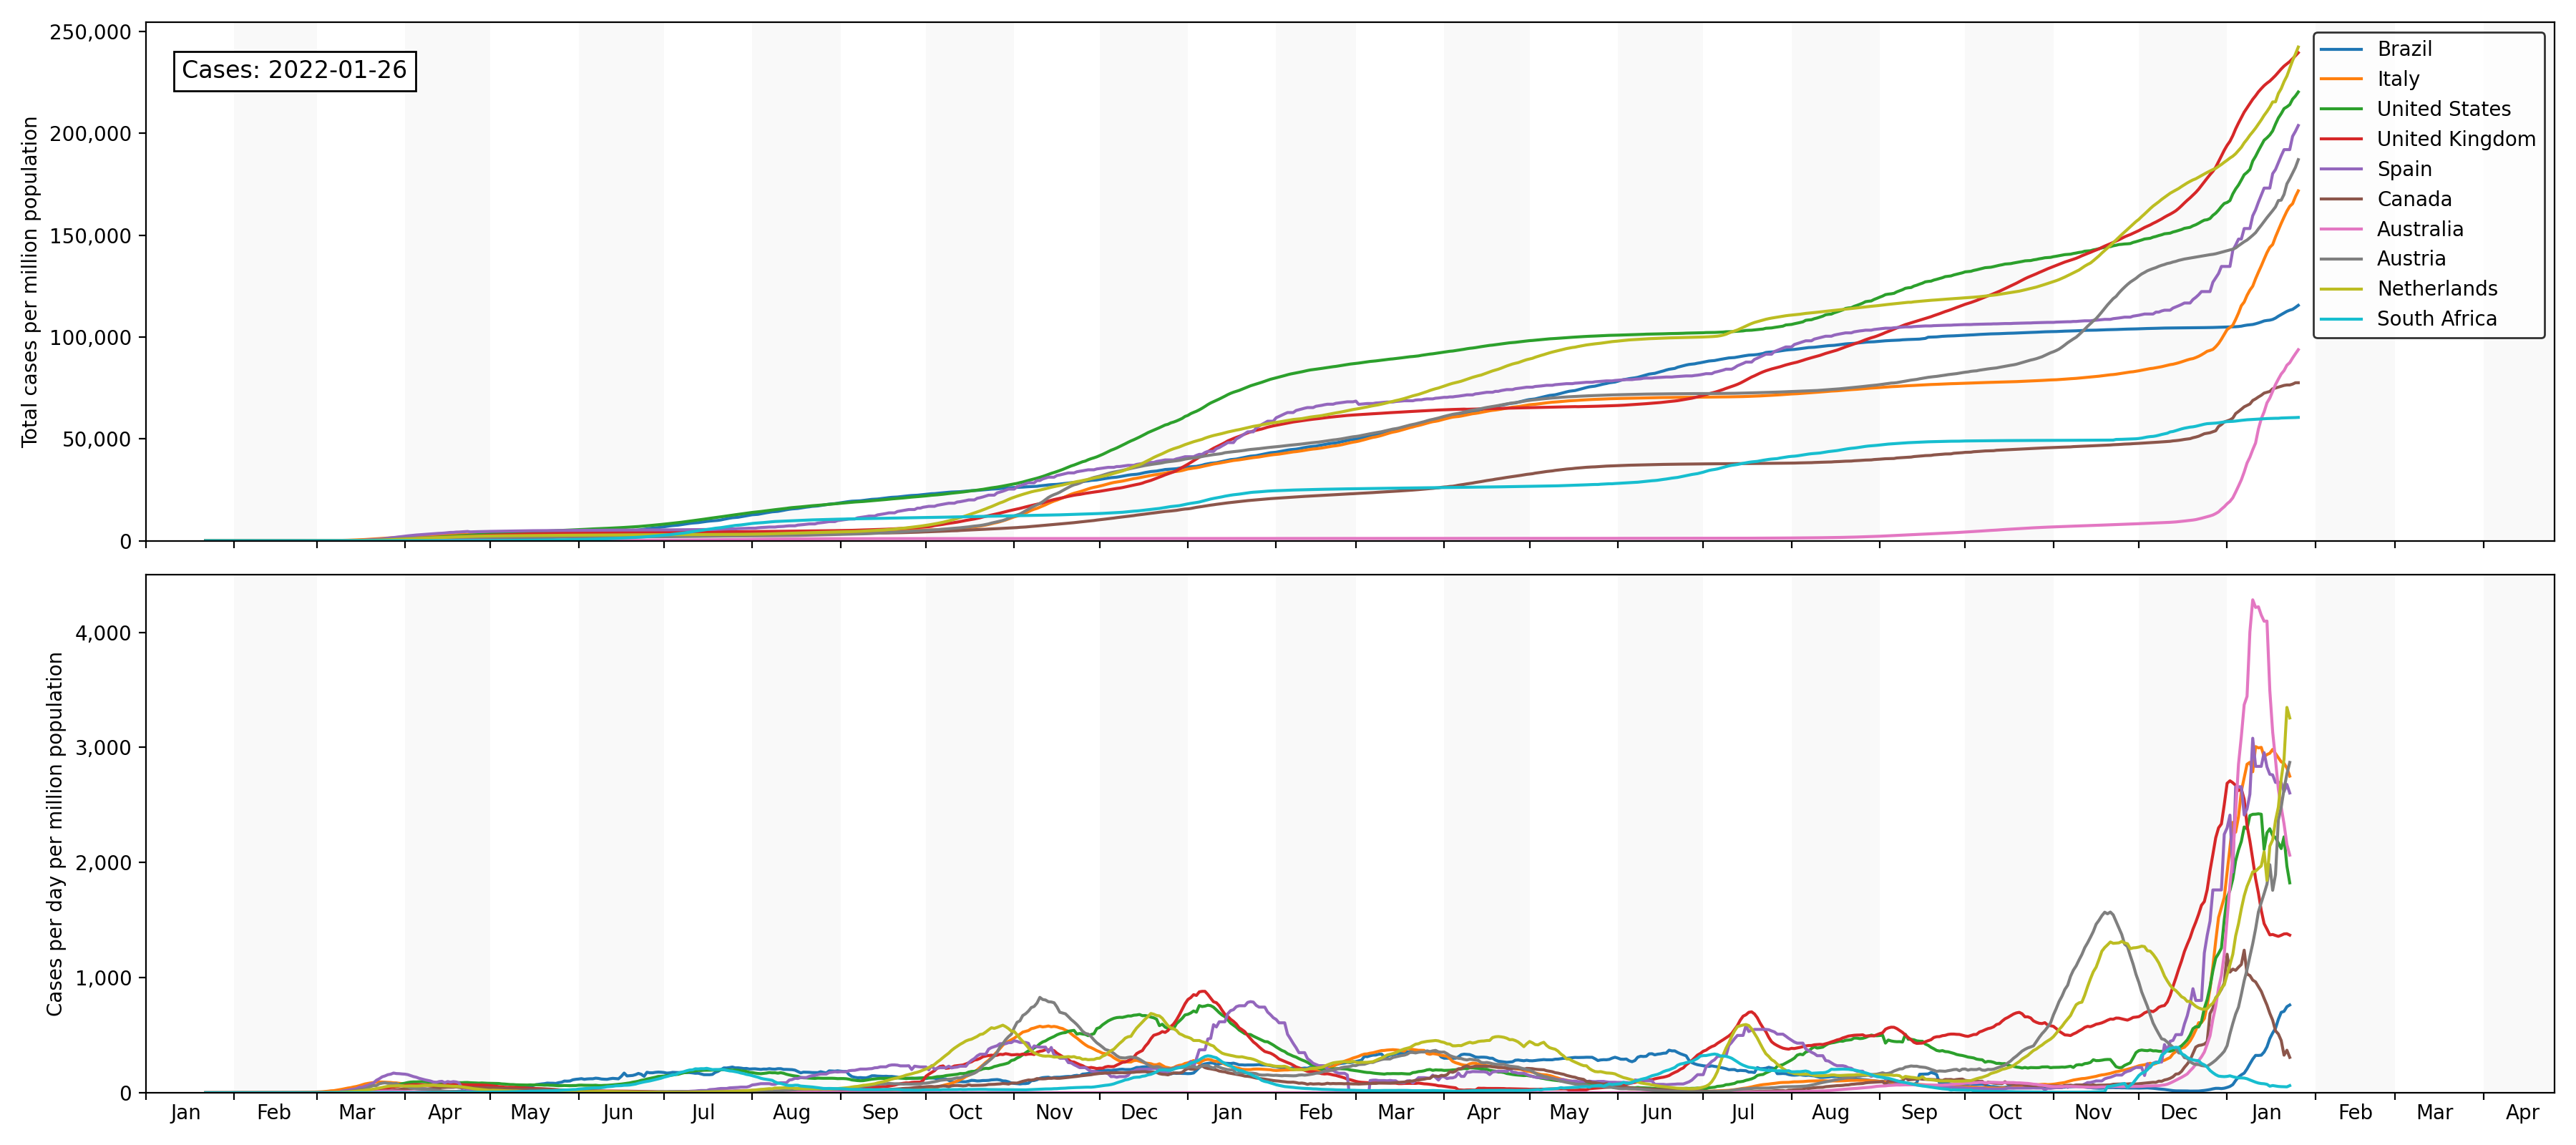 250,000
200,000
150,000
100,000
50,000
0
Total cases per million population
Cases: 2022-01-26
Brazil
Italy
United States
United Kingdom
Spain
Canada
Australia
Austria
Netherlands
South Africa
4,000
3,000
2,000
1,000
0
Cases per day per million population
Jan Feb Mar Apr May Jun Jul Aug Sep Oct Nov Dec Jan Feb Mar Apr May Jun Jul Aug Sep Oct Nov Dec Jan Feb Mar Apr